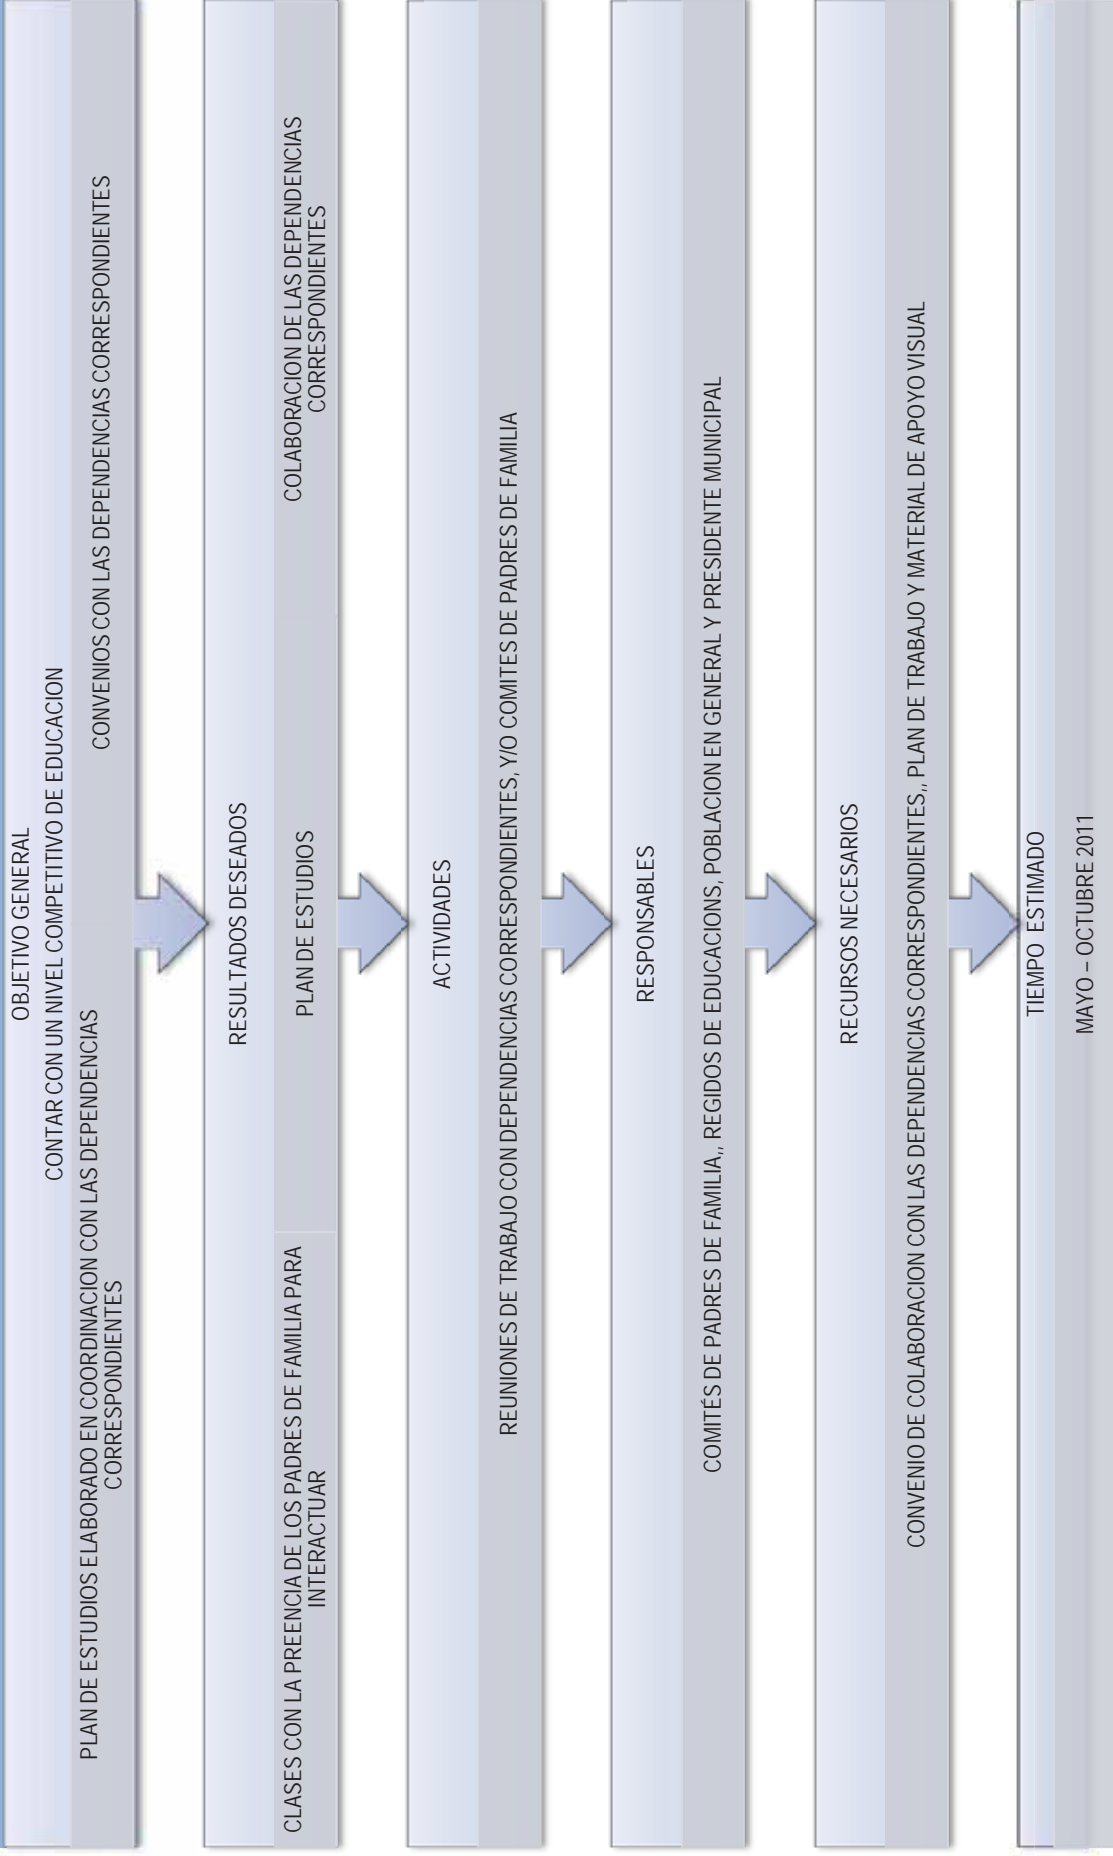 OBJETIVO GENERAL
CONTAR CON UN NIVEL COMPETITIVO DE EDUCACION
PLAN DE ESTUDIOS ELABORADO EN COORDINACION CON LAS DEPENDENCIAS
CORRESPONDIENTES
CONVENIOS CON LAS DEPENDENCIAS CORRESPONDIENTES
RESULTADOS DESEADOS
CLASES CON LA PREENCIA DE LOS PADRES DE FAMILIA PARA
INTERACTUAR
PLAN DE ESTUDIOS
COLABORACION DE LAS DEPENDENCIAS
CORRESPONDIENTES
ACTIVIDADES
REUNIONES DE TRABAJO CON DEPENDENCIAS CORRESPONDIENTES, Y/O COMITES DE PADRES DE FAMILIA
RESPONSABLES
COMITÉS DE PADRES DE FAMILIA,, REGIDOS DE EDUCACIONS, POBLACION EN GENERAL Y PRESIDENTE MUNICIPAL
RECURSOS NECESARIOS
CONVENIO DE COLABORACION CON LAS DEPENDENCIAS CORRESPONDIENTES,, PLAN DE TRABAJO Y MATERIAL DE APOYO VISUAL
TIEMPO ESTIMADO
MAYO – OCTUBRE 2011